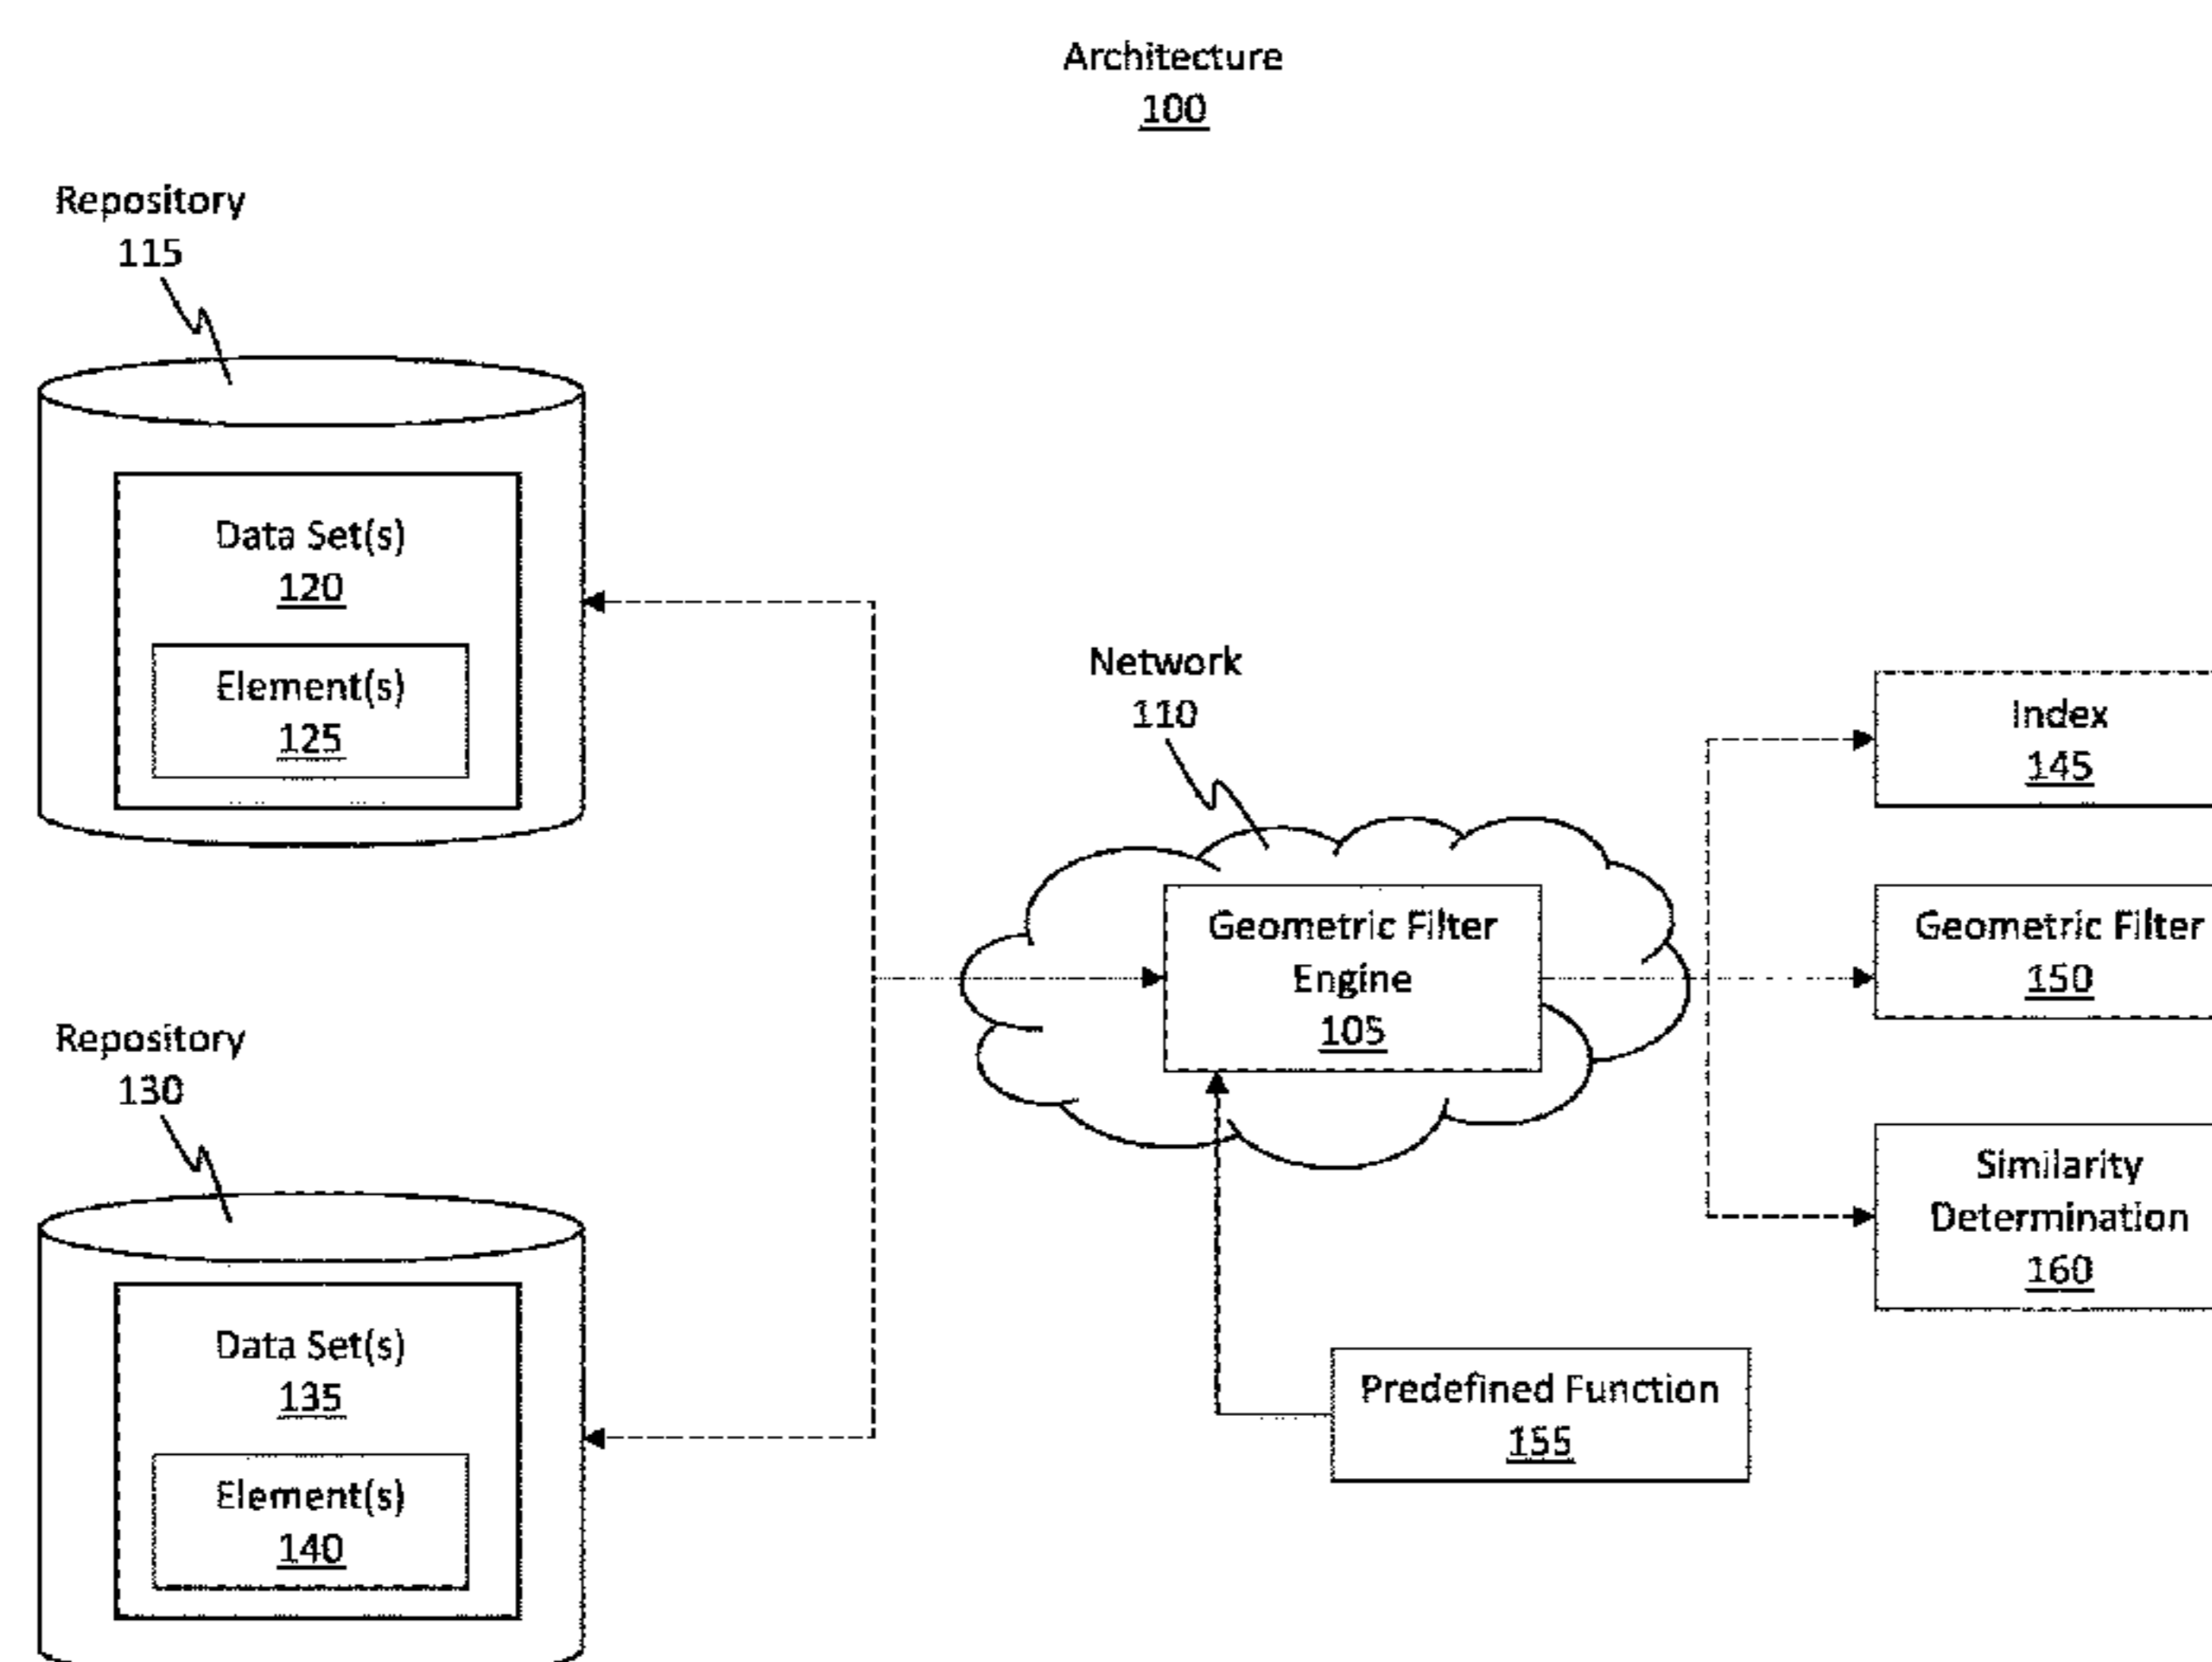 Architecture
100
Repository
115
Data Set(s)
120
Element(s)
125
Repository
130
Data Set(s)
135
Element(s)
140
Network
110
Geometric Filter
Engine
105
Predefined Function
155
Index
145
Geometric Filter
150
Similarity
Determination
160